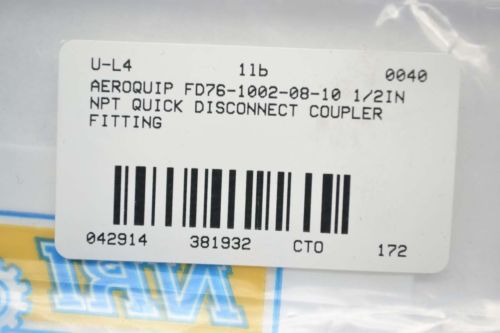 U-L4 1lb 0040
AEROQUIP FD76-1002-08-10 1/2IN
NPT QUICK DISCONNECT COUPLER
FITTING
042914 381932 CTO 172
NRI